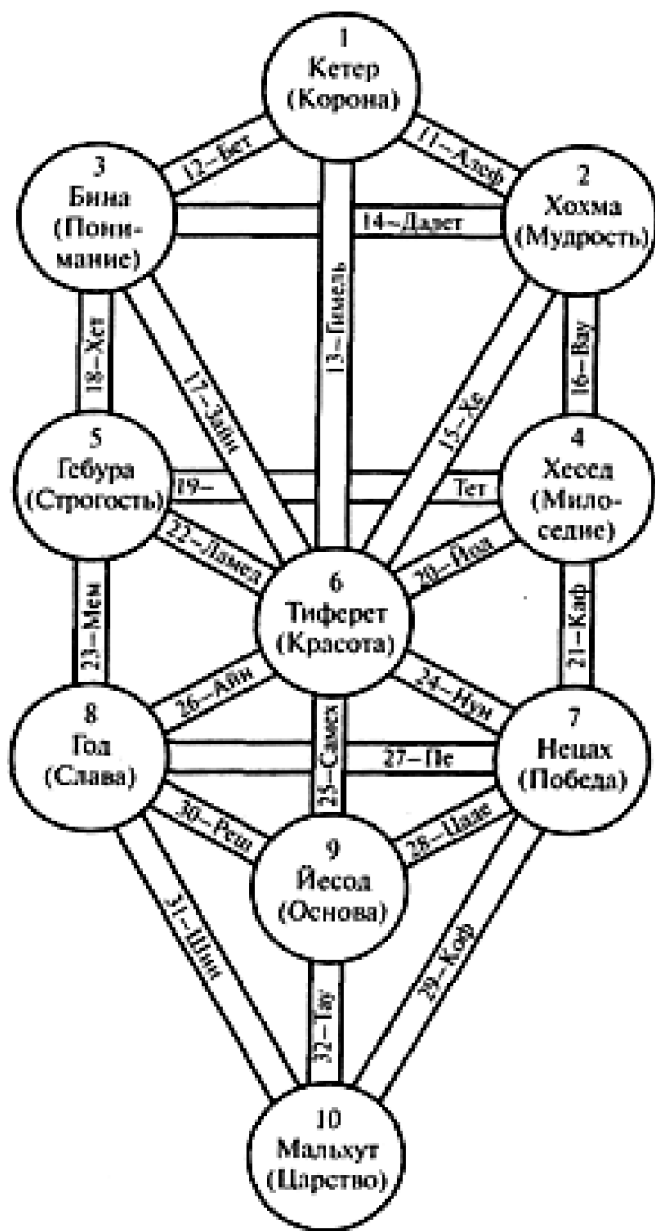 1
Кетер
(Корона)
12–Бет
11–Алеф
3
Бина
(Пони-
мание)
2
Хохма
(Мудрость)
14–Далет
13–Гимель
18–Хет
17–Зайн
15–Хе
16–Вау
5
Гебура
(Строгость)
19–
Тет
4
Хесед
(Мило-
седие)
22–Ламед
20–Йод
6
Тиферет
(Красота)
23–Мем
21–Каф
26–Айн
24–Нун
8
Год
(Слава)
25–Самех
27–Пе
7
Нецах
(Победа)
30–Реш
28–Цаде
9
Йесод
(Основа)
31–Шин
29–Коф
32–Тау
10
Мальхут
(Царство)